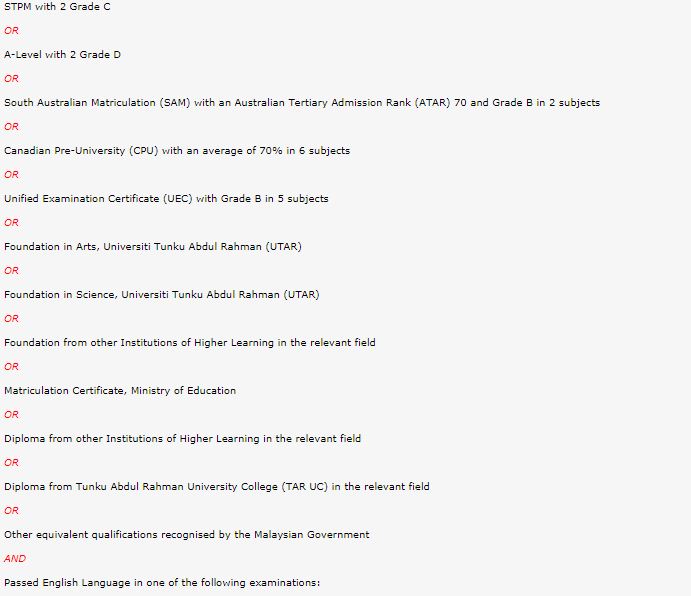 STPM with 2 Grade C
OR
A-Level with 2 Grade D
OR
South Australian Matriculation (SAM) with an Australian Tertiary Admission Rank (ATAR) 70 and Grade B in 2 subjects
OR
Canadian Pre-University (CPU) with an average of 70% in 6 subjects
OR
Unified Examination Certificate (UEC) with Grade B in 5 subjects
OR
Foundation in Arts, Universiti Tunku Abdul Rahman (UTAR)
OR
Foundation in Science, Universiti Tunku Abdul Rahman (UTAR)
OR
Foundation from other Institutions of Higher Learning in the relevant field
OR
Matriculation Certificate, Ministry of Education
OR
Diploma from other Institutions of Higher Learning in the relevant field
OR
Diploma from Tunku Abdul Rahman University College (TAR UC) in the relevant field
OR
Other equivalent qualifications recognised by the Malaysian Government
AND
Passed English Language in one of the following examinations: